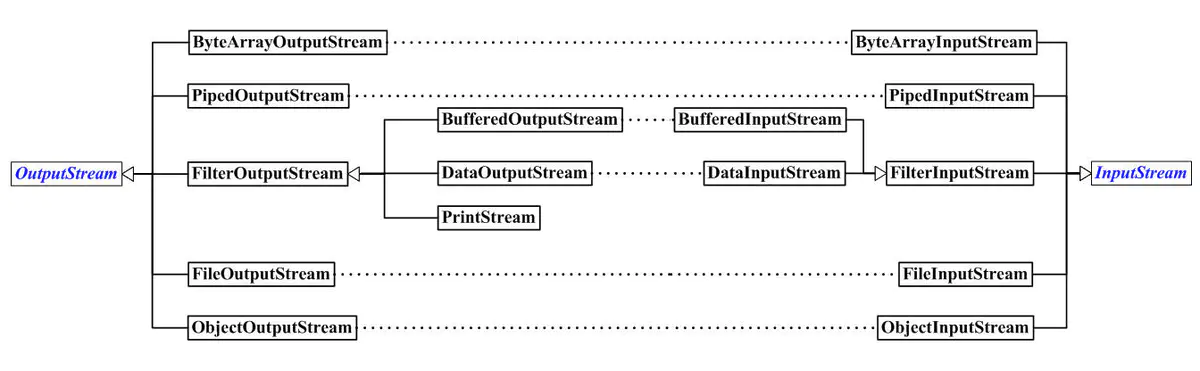 ByteArrayOutputStream
ByteArrayInputStream
PipedOutputStream
PipedInputStream
BufferedOutputStream
BufferedInputStream
OutputStream
FilterOutputStream
DataOutputStream
DataInputStream
FilterInputStream
InputStream
PrintStream
FileOutputStream
FileInputStream
ObjectOutputStream
ObjectInputStream